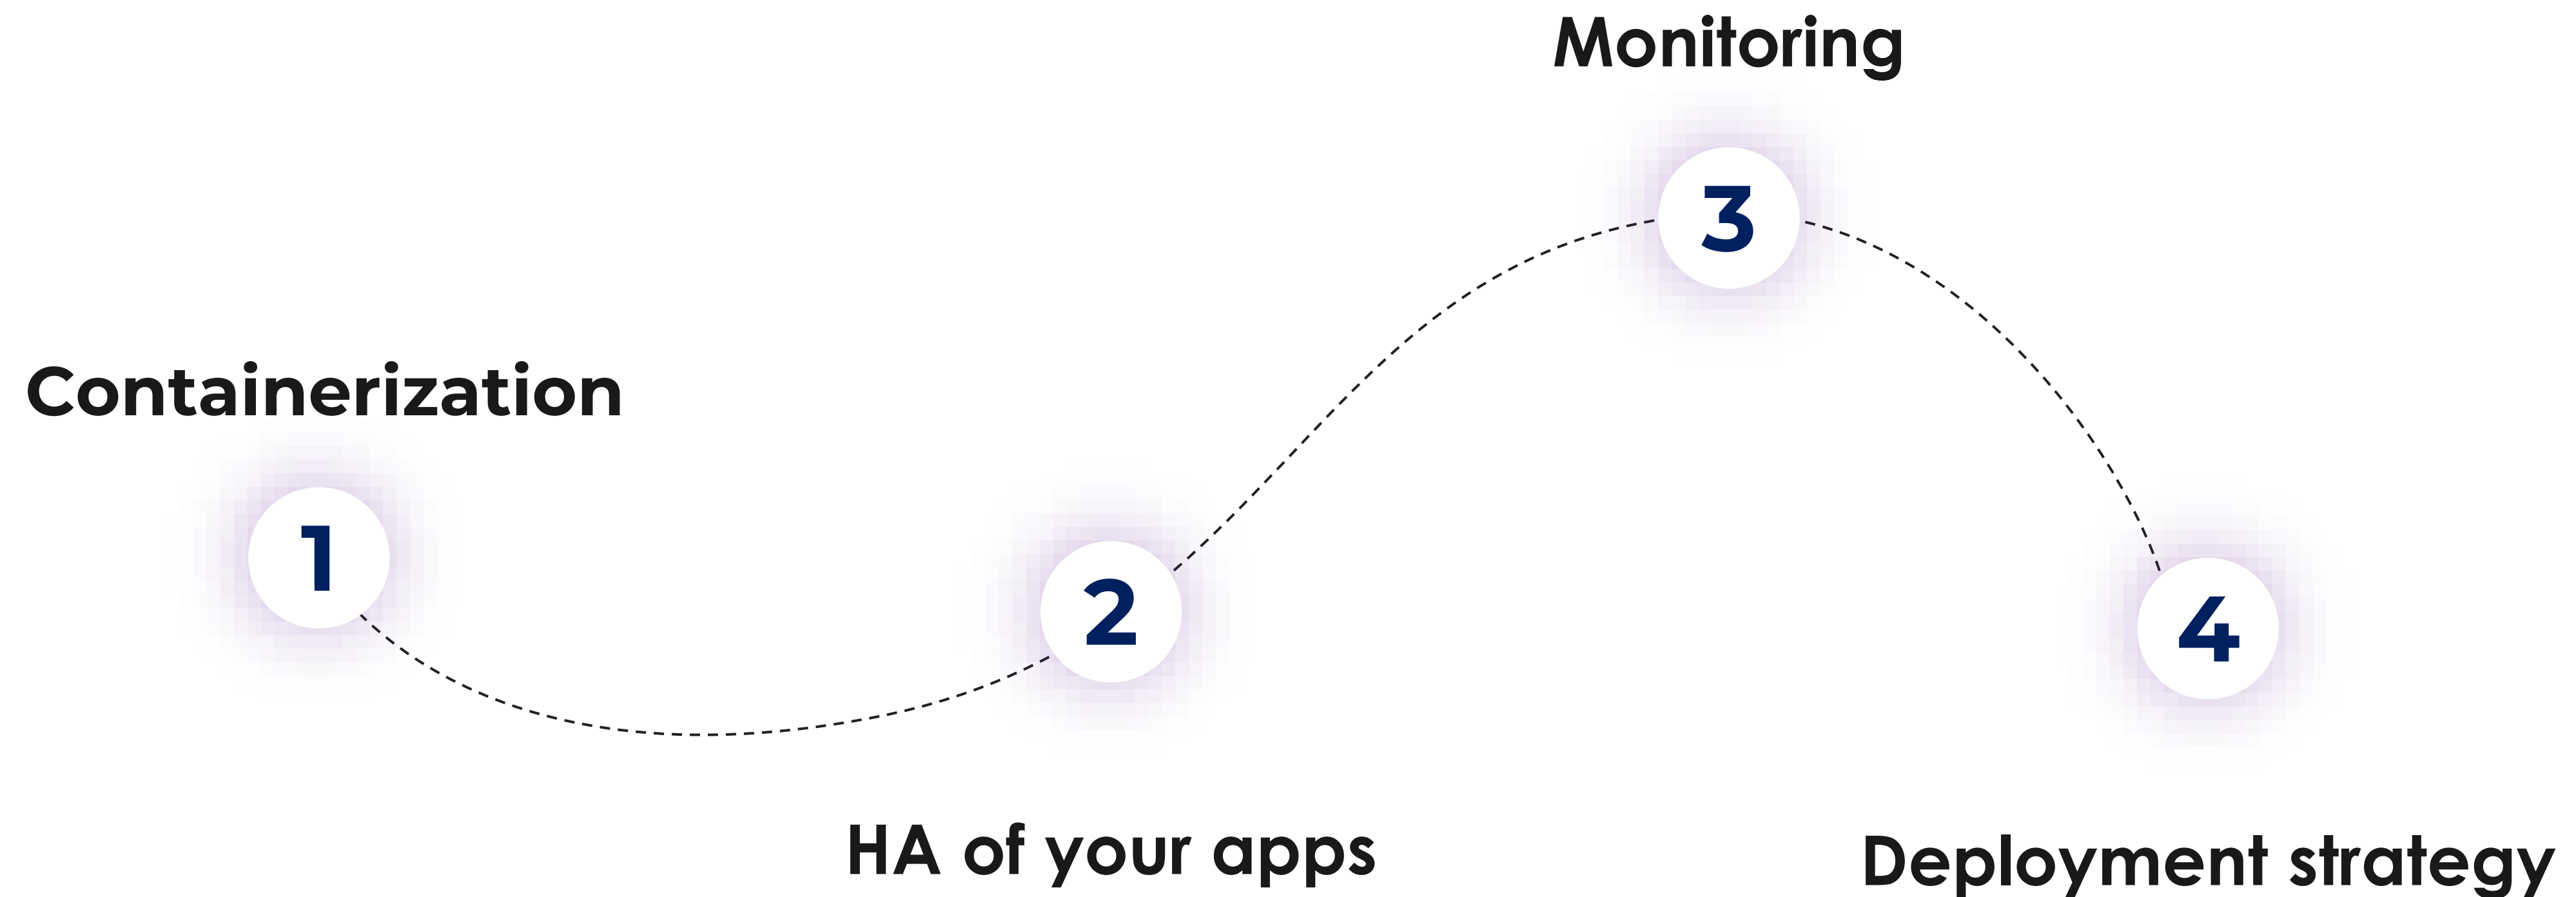 Containerization
1
2
HA of your apps
Monitoring
3
4
Deployment strategy